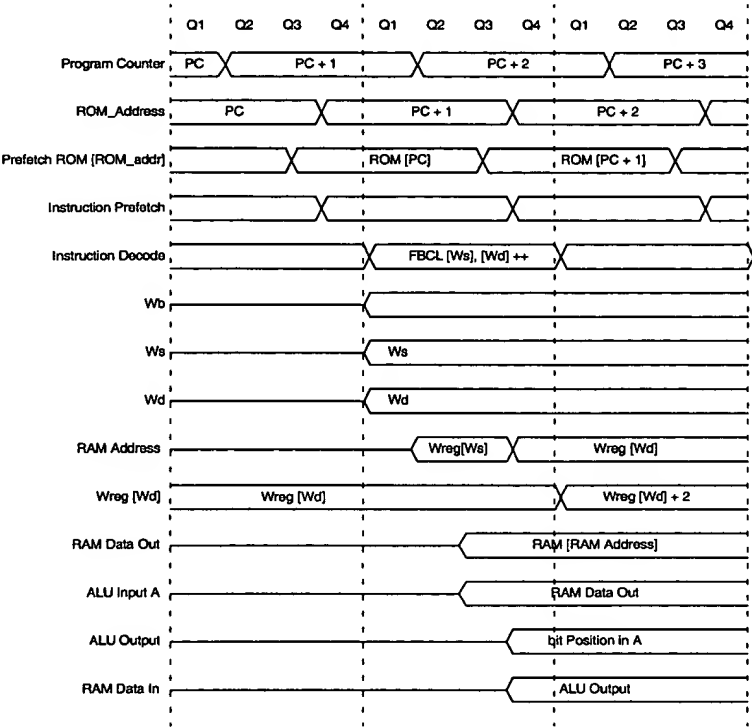 Q1 Q2 Q3 Q4 Q1 Q2 Q3 Q4 Q1 Q2 Q3 Q4
Program Counter PC PC + 1 PC + 2 PC + 3
ROM_Address PC PC + 1 PC + 2
Prefetch ROM [ROM_addr] ROM [PC] ROM [PC + 1]
Instruction Prefetch
Instruction Decode FBCL [Ws], [Wd] ++
Wb
Ws Ws
Wd Wd
RAM Address Wreg[Ws] Wreg [Wd]
Wreg [Wd] Wreg [Wd] Wreg [Wd] + 2
RAM Data Out RAM [RAM Address]
ALU Input A RAM Data Out
ALU Output bit Position in A
RAM Data In ALU Output